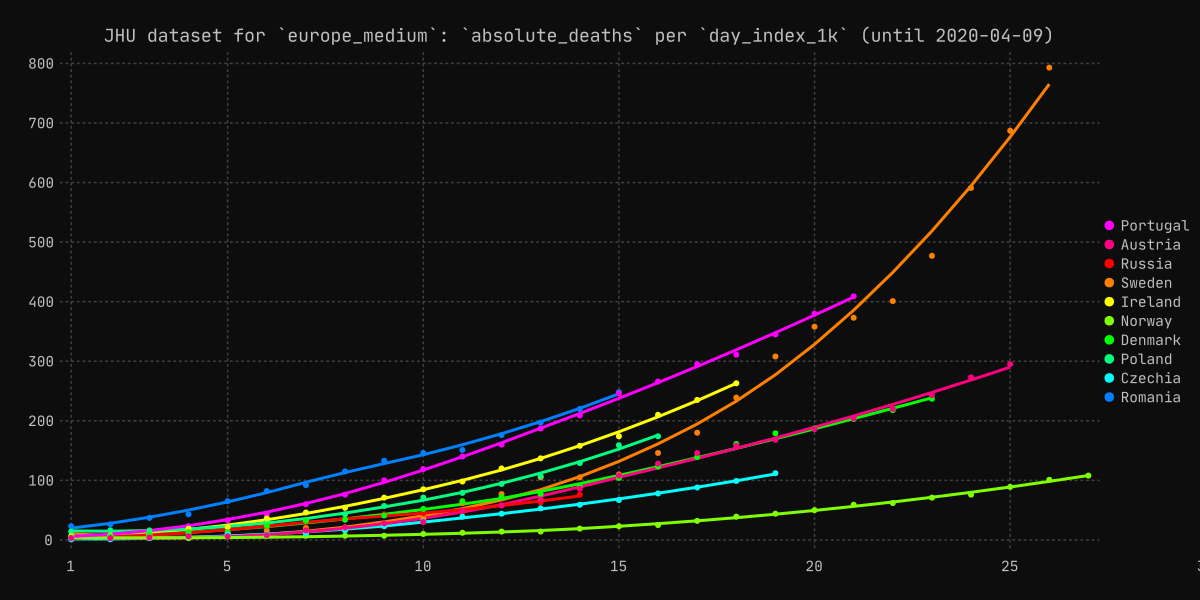 JHU dataset for `europe_medium`: `absolute_deaths` per `day_index_1k` (until 2020-04-09)
800
700
600
500
400
300
200
100
0
1 5 10 15 20 25
Portugal
Austria
Russia
Sweden
Ireland
Norway
Denmark
Poland
Czechia
Romania